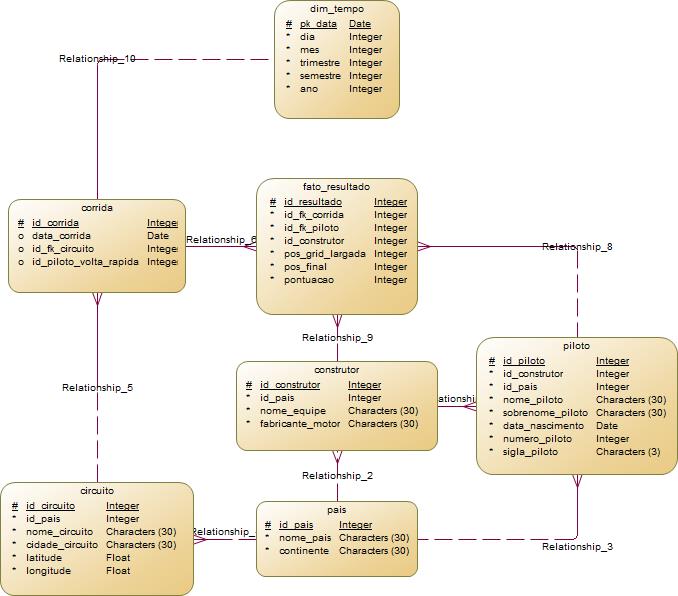 dim_tempo
# pk_data Date
* dia Integer
* mes Integer
* trimestre Integer
* semestre Integer
* ano Integer
Relationship_10
fato_resultado
# id_resultado Integer
* id_fk_corrida Integer
* id_fk_piloto Integer
* id_construtor Integer
* pos_grid_largada Integer
* pos_final Integer
* pontuacao Integer
corrida
# id_corrida Intege
o data_corrida Date
o id_fk_circuito Intege
o id_piloto_volta_rapida Intege
Relationship_6
Relationship_8
Relationship_9
piloto
# id_piloto Integer
* id_construtor Integer
* id_pais Integer
* nome_piloto Characters (30)
* sobrenome_piloto Characters (30)
* data_nascimento Date
* numero_piloto Integer
* sigla_piloto Characters (3)
construtor
# id_construtor Integer
* id_pais Integer
* nome_equipe Characters (30)
* fabricante_motor Characters (30)
Relationship_5
Relationship_2
circuito
# id_circuito Integer
* id_pais Integer
* nome_circuito Characters (30)
* cidade_circuito Characters (30)
* latitude Float
* longitude Float
Relationship_
pais
# id_pais Integer
* nome_pais Characters (30)
* continente Characters (30)
Relationship_3